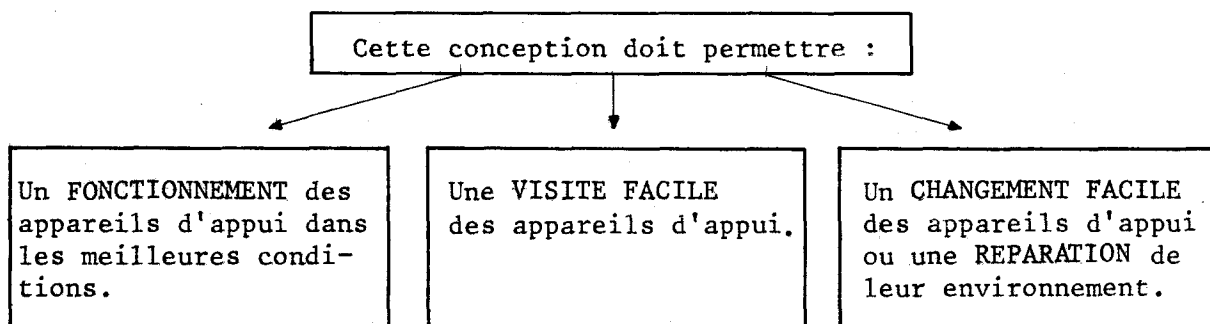 Cette conception doit permettre :
Un FONCTIONNEMENT des
appareils d'appui dans
les meilleures condi-
tions.
Une VISITE FACILE
des appareils d'appui.
Un CHANGEMENT FACILE
des appareils d'appui
ou une REPARATION de
leur environnement.